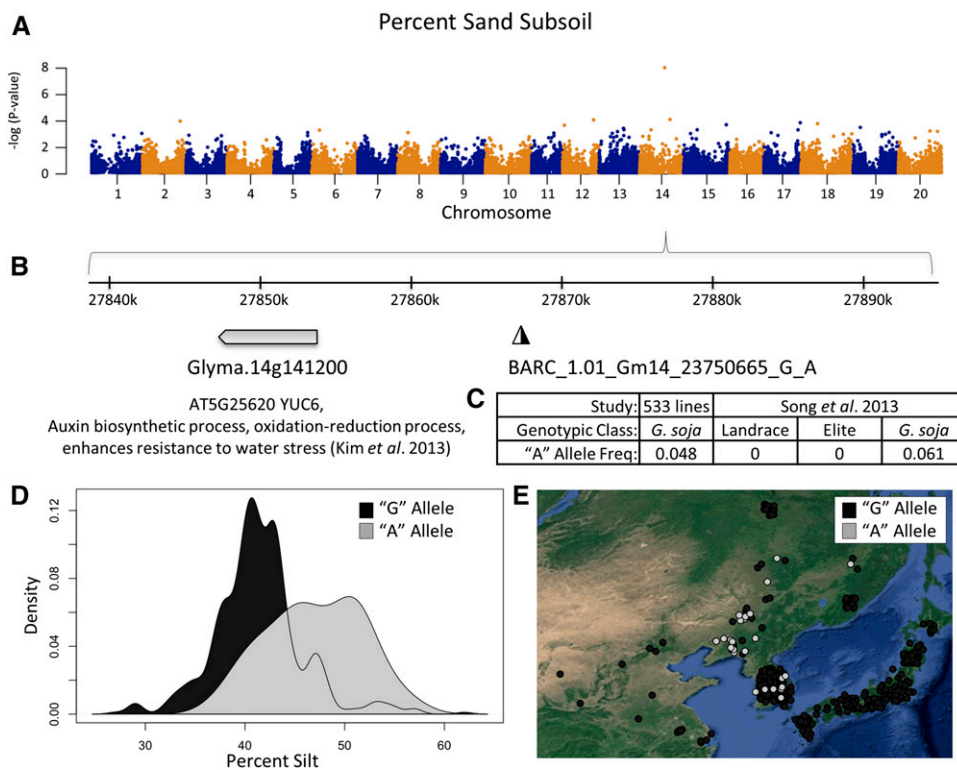 A
Percent Sand Subsoil
-log (P-value)
8
6
4
2
0
1 2 3 4 5 6 7 8 9 10 11 12 13 14 15 16 17 18 19 20
Chromosome
B
27840k 27850k 27860k 27870k 27880k 27890k
Glyma.14g141200
BARC_1.01_Gm14_23750665_G_A
AT5G25620 YUC6,
Auxin biosynthetic process, oxidation-reduction process,
enhances resistance to water stress (Kim et al. 2013)
C
Study: 533 lines Song et al. 2013
Genotypic Class: G. soja Landrace Elite G. soja
“A” Allele Freq: 0.048 0 0 0.061
D
“G” Allele
“A” Allele
Density
0.12
0.08
0.04
0.00
30 40 50 60
Percent Silt
E
“G” Allele
“A” Allele